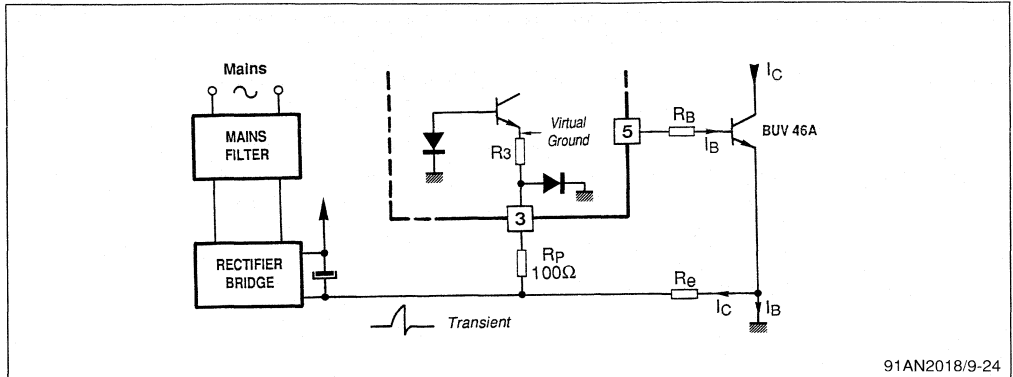 Mains
MAINS
FILTER
RECTIFIER
BRIDGE
Virtual
Ground
R3
3
RP
100Ω
5
RB
IB
IC
BUV 46A
Re
IC
IB
Transient
91AN2018/9-24